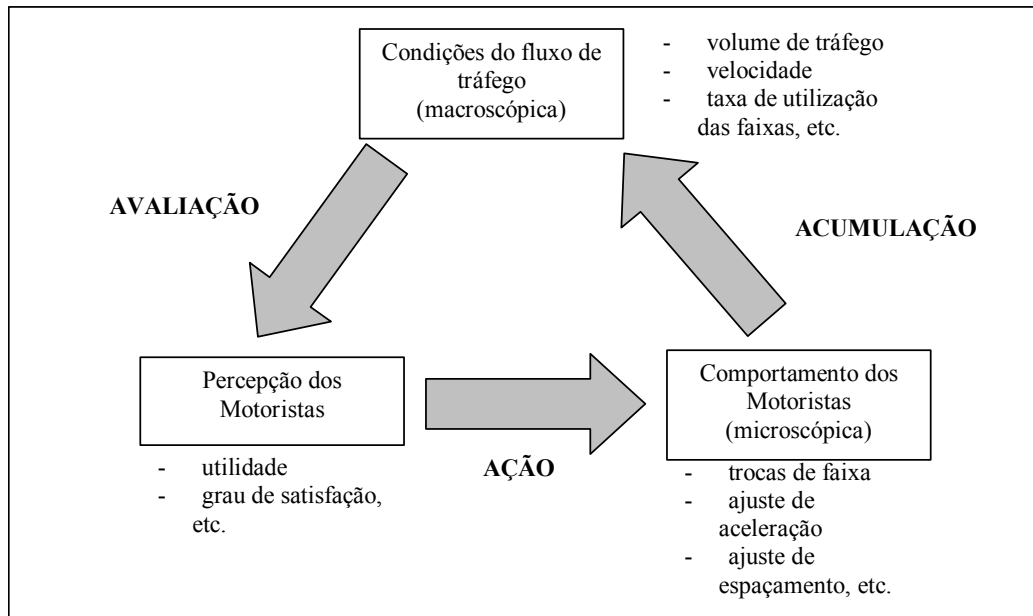 Condições do fluxo de
tráfego
(macroscópica)
- volume de tráfego
- velocidade
- taxa de utilização
das faixas, etc.
AVALIAÇÃO
ACUMULAÇÃO
Percepção dos
Motoristas
- utilidade
- grau de satisfação,
etc.
AÇÃO
Comportamento dos
Motoristas
(microscópica)
- trocas de faixa
- ajuste de
aceleração
- ajuste de
espaçamento, etc.